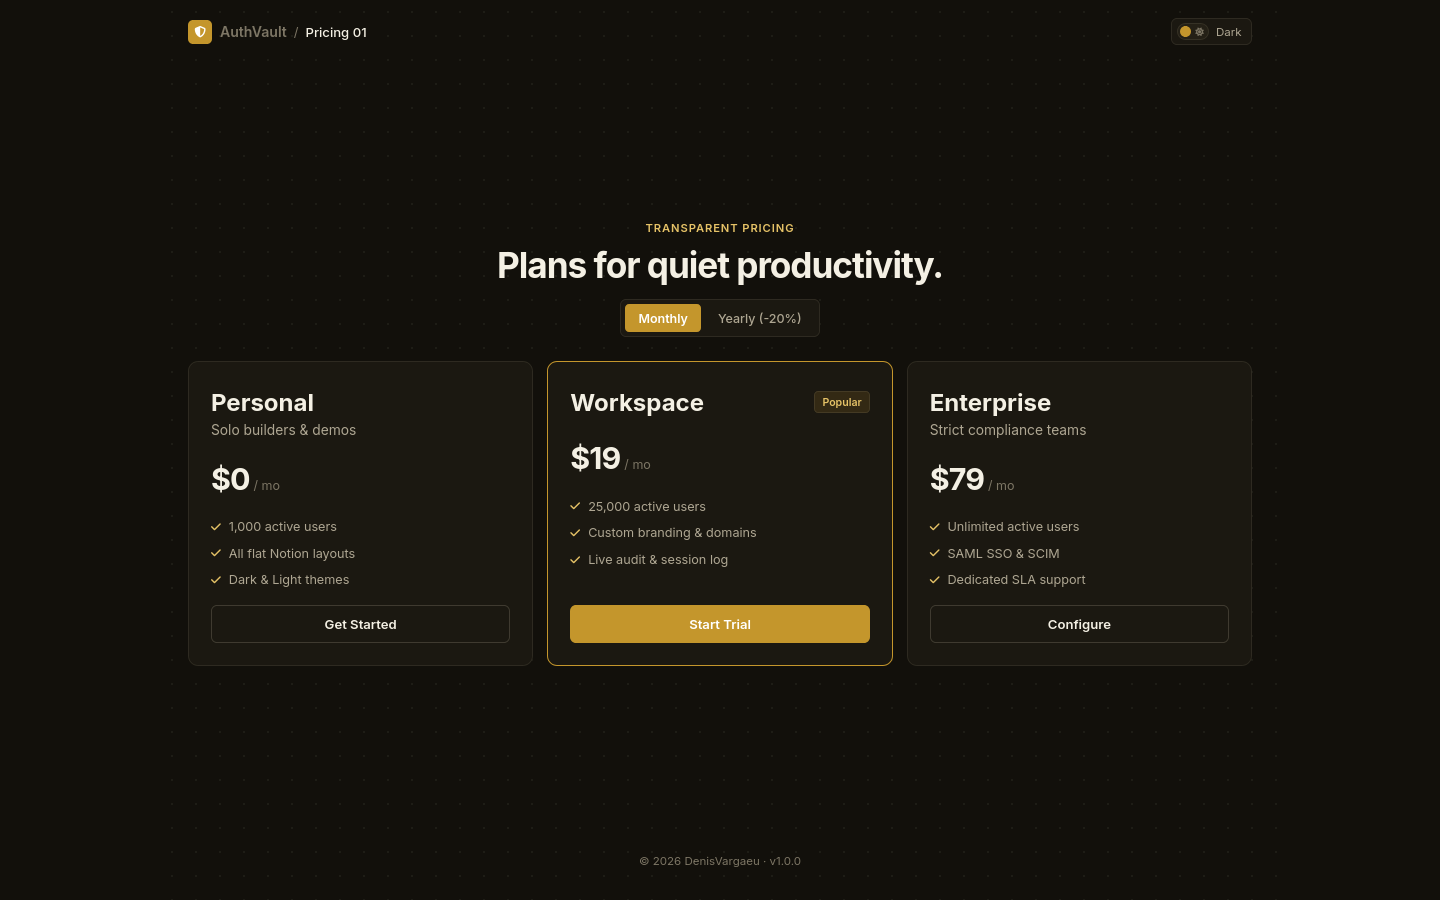 AuthVault / Pricing 01
Dark
TRANSPARENT PRICING
Plans for quiet productivity.
Monthly
Yearly (-20%)
Personal
Solo builders & demos
$0 / mo
1,000 active users
All flat Notion layouts
Dark & Light themes
Get Started
Workspace
Popular
$19 / mo
25,000 active users
Custom branding & domains
Live audit & session log
Start Trial
Enterprise
Strict compliance teams
$79 / mo
Unlimited active users
SAML SSO & SCIM
Dedicated SLA support
Configure
© 2026 DenisVargaeu · v1.0.0